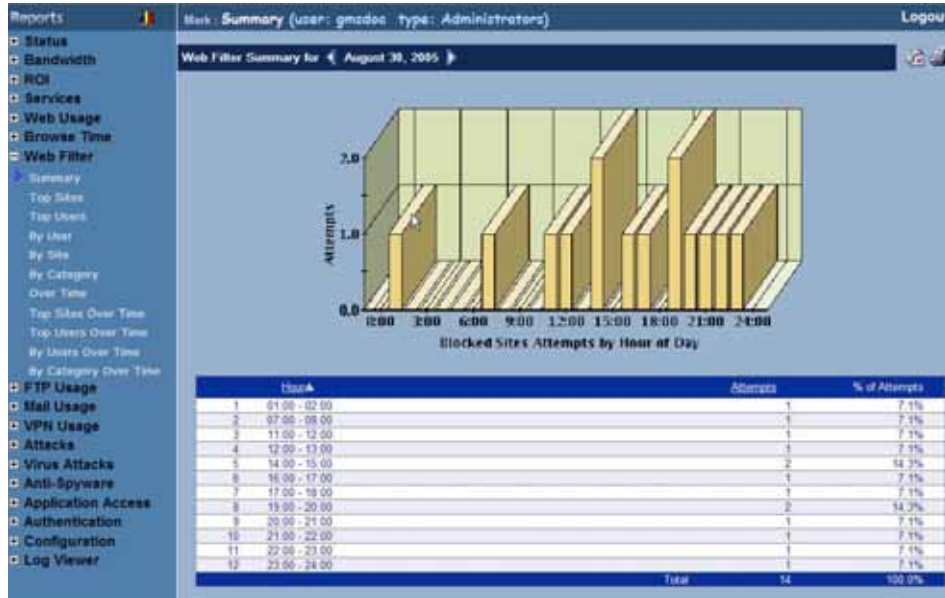 Reports
Mark : Summary (user: gmsdoc type: Administrators)
Logou
Status
Bandwidth
ROI
Services
Web Usage
Browse Time
Web Filter
Summary
Top Sites
Top Users
By User
By Site
By Category
Over Time
Top Sites Over Time
Top Users Over Time
By Users Over Time
By Category Over Time
FTP Usage
Mail Usage
VPN Usage
Attacks
Virus Attacks
Anti-Spyware
Application Access
Authentication
Configuration
Log Viewer
Web Filter Summary for August 30, 2005
2.0
1.0
0.0
Attempts
0:00 3:00 6:00 9:00 12:00 15:00 18:00 21:00 24:00
Blocked Sites Attempts by Hour of Day
Hour Attempts % of Attempts
1 01:00 - 02:00 1 7.1%
2 07:00 - 08:00 1 7.1%
3 11:00 - 12:00 1 7.1%
4 12:00 - 13:00 1 7.1%
5 14:00 - 15:00 2 14.3%
6 16:00 - 17:00 1 7.1%
7 17:00 - 18:00 1 7.1%
8 19:00 - 20:00 2 14.3%
9 20:00 - 21:00 1 7.1%
10 21:00 - 22:00 1 7.1%
11 22:00 - 23:00 1 7.1%
12 23:00 - 24:00 1 7.1%
Total 14 100.0%